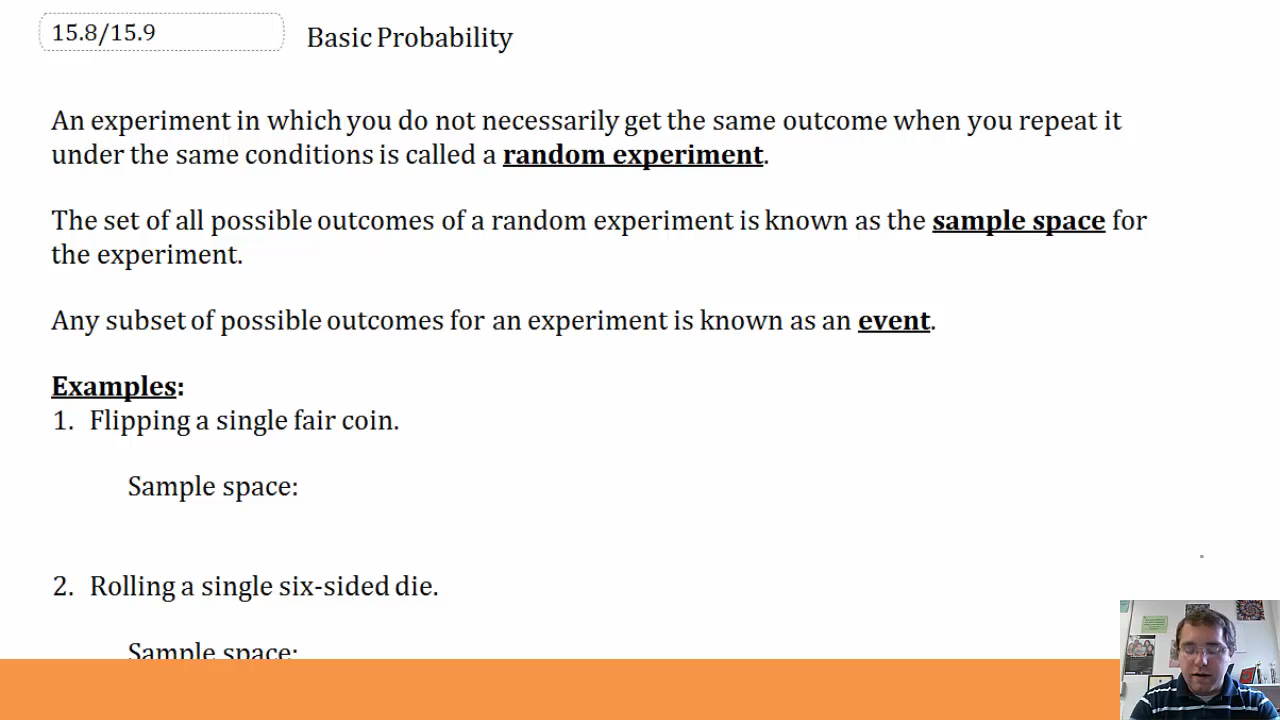 15.8/15.9
Basic Probability
An experiment in which you do not necessarily get the same outcome when you repeat it
under the same conditions is called a random experiment.
The set of all possible outcomes of a random experiment is known as the sample space for
the experiment.
Any subset of possible outcomes for an experiment is known as an event.
Examples:
1. Flipping a single fair coin.
Sample space:
2. Rolling a single six-sided die.
Sample space: